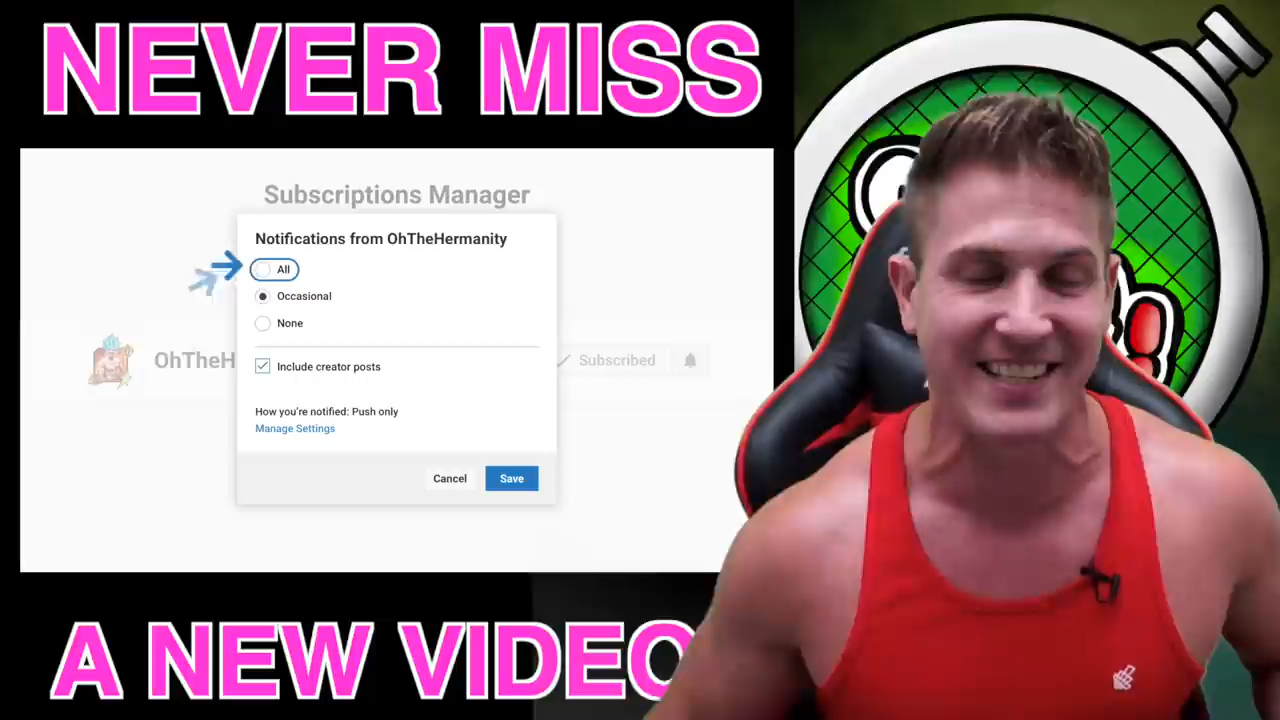 NEVER MISS
Subscriptions Manager
Notifications from OhTheHermanity
All
Occasional
None
OhTheH
Subscribed
Include creator posts
How you're notified: Push only
Manage Settings
Cancel
Save
A NEW VIDEO